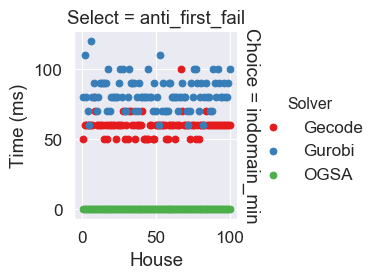 Select = anti_first_fail
Choice = indomain_min
Time (ms)
100
50
0
0
50
100
House
Solver
Gecode
Gurobi
OGSA